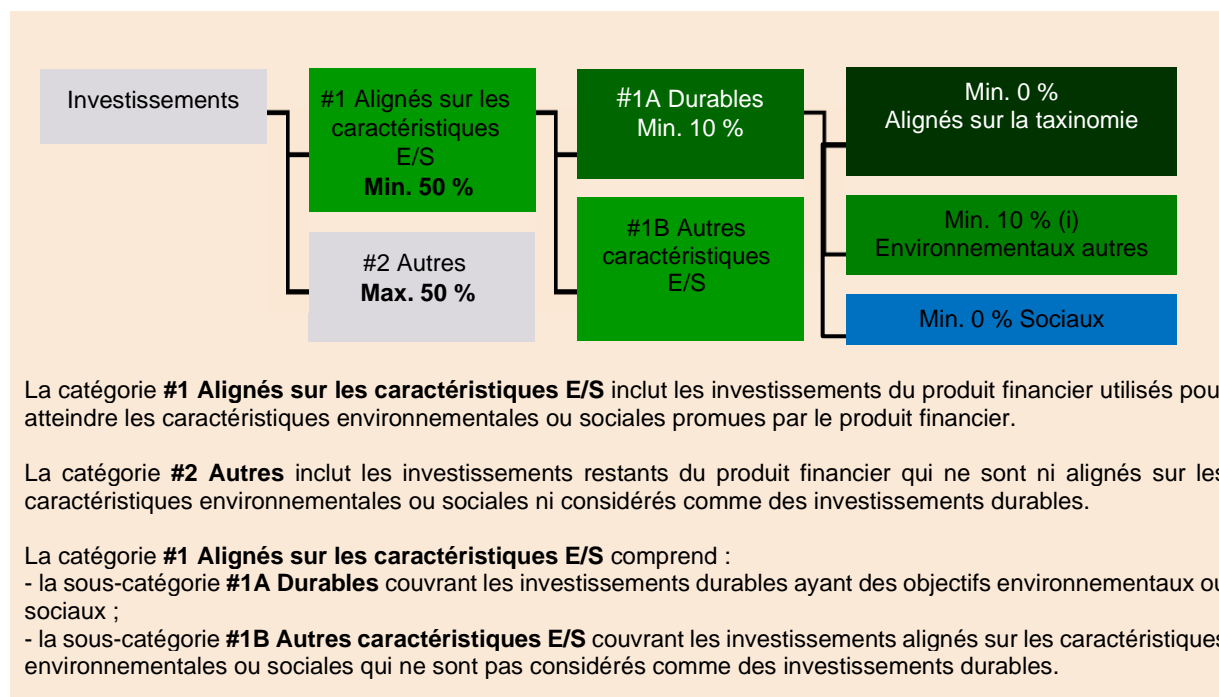 Investissements
#1 Alignés sur les
caractéristiques
E/S
Min. 50 %
#2 Autres
Max. 50 %
#1A Durables
Min. 10 %
#1B Autres
caractéristiques
E/S
Min. 0 %
Alignés sur la taxinomie
Min. 10 % (i)
Environnementaux autres
Min. 0 % Sociaux
La catégorie #1 Alignés sur les caractéristiques E/S inclut les investissements du produit financier utilisés pou
atteindre les caractéristiques environnementales ou sociales promues par le produit financier.
La catégorie #2 Autres inclut les investissements restants du produit financier qui ne sont ni alignés sur les
caractéristiques environnementales ou sociales ni considérés comme des investissements durables.
La catégorie #1 Alignés sur les caractéristiques E/S comprend :
- la sous-catégorie #1A Durables couvrant les investissements durables ayant des objectifs environnementaux ou
sociaux ;
- la sous-catégorie #1B Autres caractéristiques E/S couvrant les investissements alignés sur les caractéristiques
environnementales ou sociales qui ne sont pas considérés comme des investissements durables.